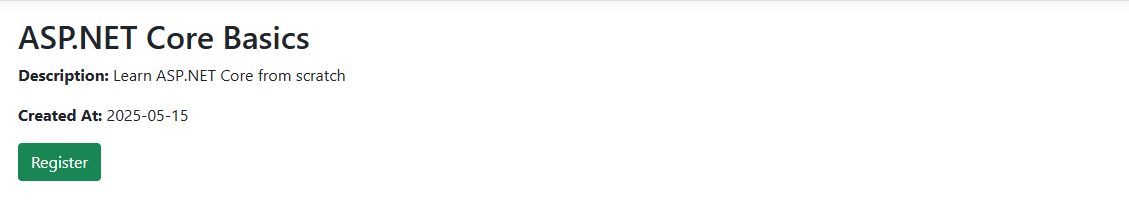 ASP.NET Core Basics
Description: Learn ASP.NET Core from scratch
Created At: 2025-05-15
Register